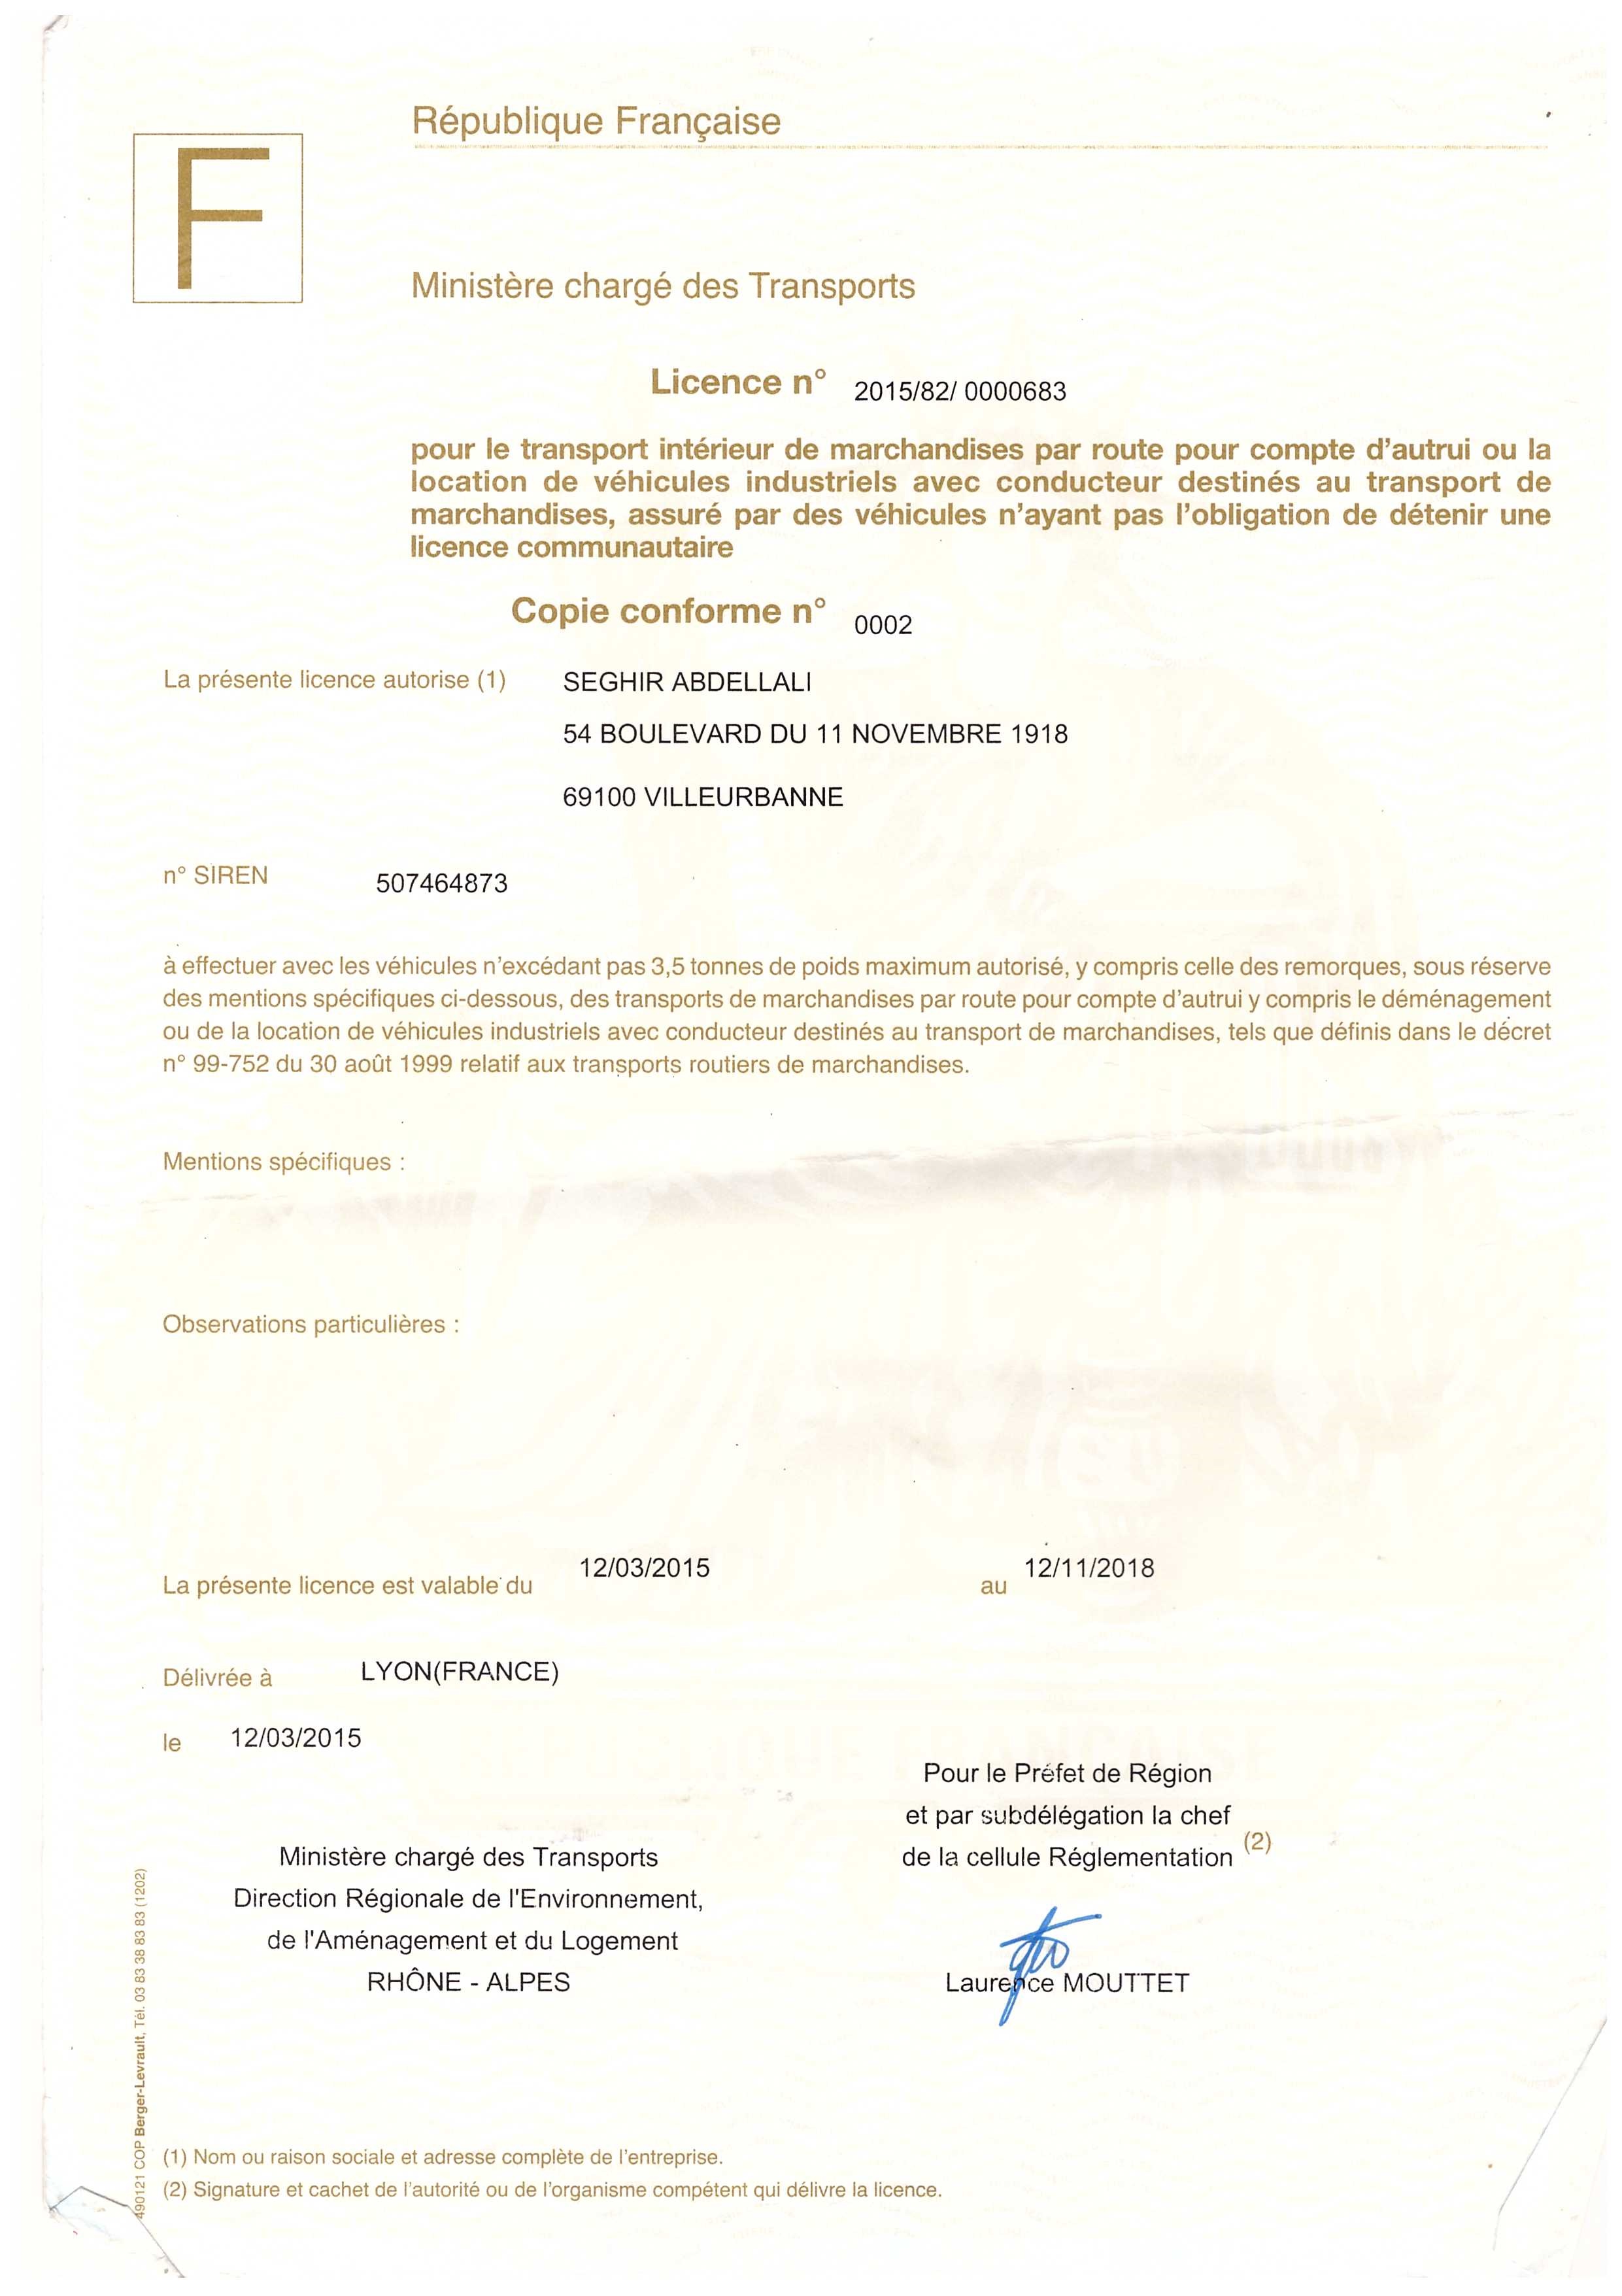 République Française
F
Ministère chargé des Transports
Licence n° 2015/82/ 0000683
pour le transport intérieur de marchandises par route pour compte d'autrui ou la
location de véhicules industriels avec conducteur destinés au transport de
marchandises, assuré par des véhicules n'ayant pas l'obligation de détenir une
licence communautaire
Copie conforme n° 0002
La présente licence autorise (1) SEGHIR ABDELLALI
54 BOULEVARD DU 11 NOVEMBRE 1918
69100 VILLEURBANNE
n° SIREN 507464873
à effectuer avec les véhicules n'excédant pas 3,5 tonnes de poids maximum autorisé, y compris celle des remorques, sous réserve
des mentions spécifiques ci-dessous, des transports de marchandises par route pour compte d'autrui y compris le déménagement
ou de la location de véhicules industriels avec conducteur destinés au transport de marchandises, tels que définis dans le décret
n° 99-752 du 30 août 1999 relatif aux transports routiers de marchandises.
Mentions spécifiques :
Observations particulières :
La présente licence est valable du 12/03/2015 au 12/11/2018
Délivrée à LYON(FRANCE)
le 12/03/2015
RÉPUBLIQUE FRANÇAISE
Pour le Préfet de Région
et par subdélégation la chef
de la cellule Réglementation (2)
Ministère chargé des Transports
Direction Régionale de l'Environnement,
de l'Aménagement et du Logement
RHÔNE - ALPES
Laurence MOUTTET
490121 COP Berger-Levrault, Tél. 03 83 38 83 83 (1202)
(1) Nom ou raison sociale et adresse complète de l'entreprise.
(2) Signature et cachet de l'autorité ou de l'organisme compétent qui délivre la licence.